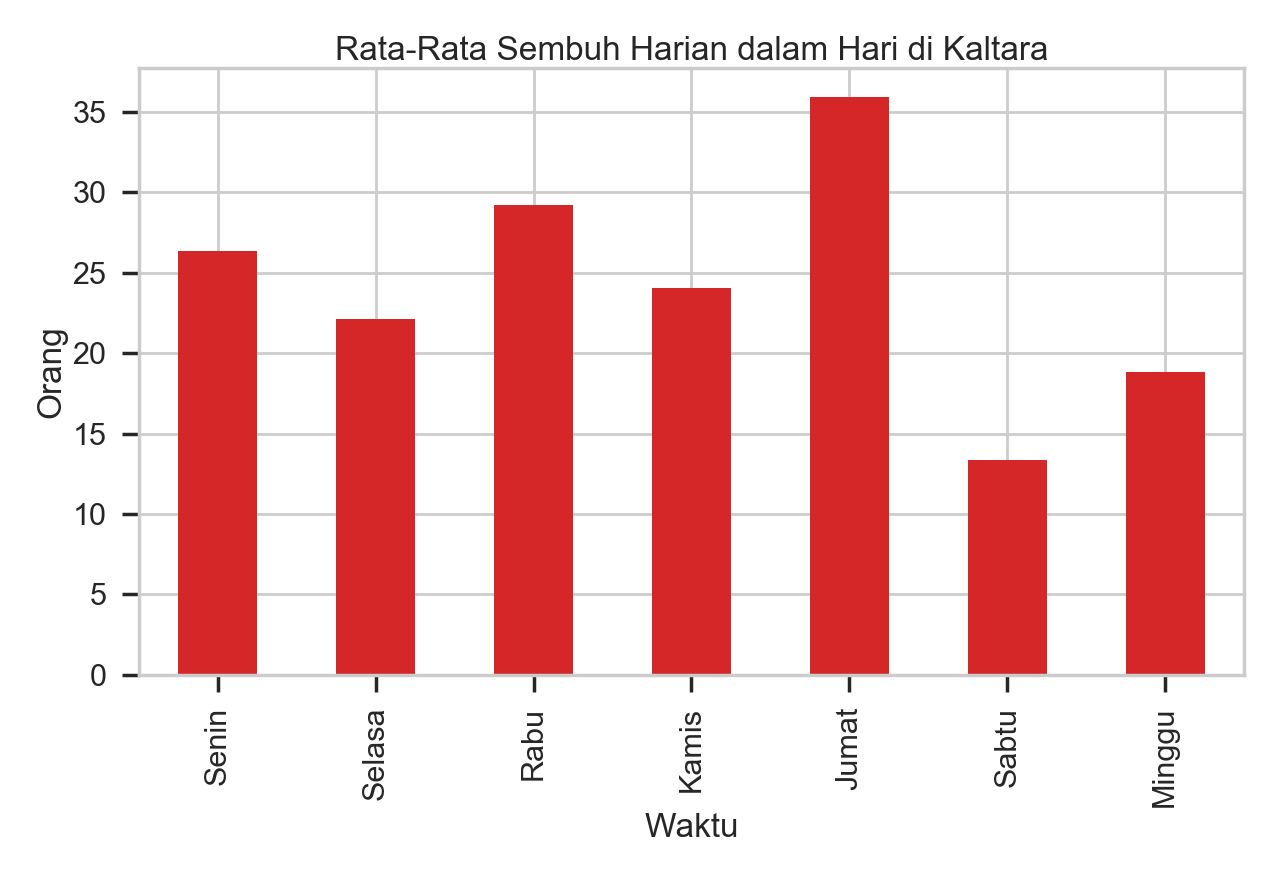 Rata-Rata Sembuh Harian dalam Hari di Kaltara
Orang
35
30
25
20
15
10
5
0
Senin
Selasa
Rabu
Kamis
Jumat
Sabtu
Minggu
Waktu